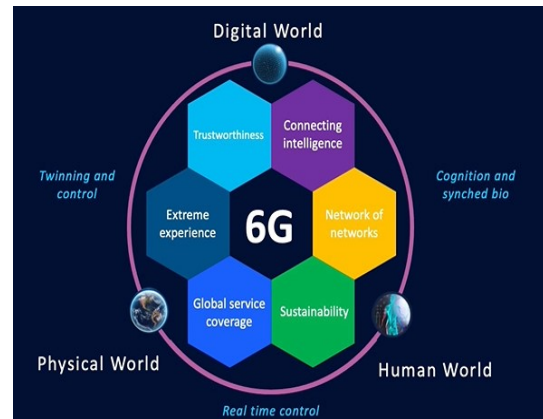 Digital World
Trustworthiness
Connecting
intelligence
Twinning and
control
Cognition and
synched bio
Extreme
experience
6G
Network of
networks
Global service
coverage
Sustainability
Physical World
Human World
Real time control